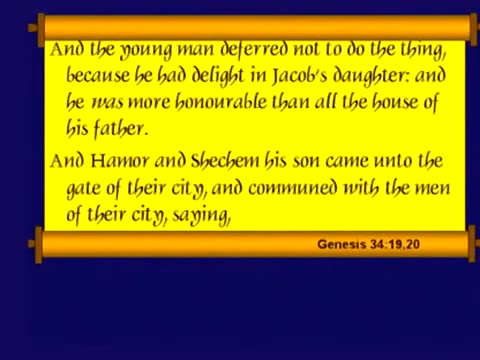 And the young man deferred not to do the thing,
because he had delight in Jacob's daughter: and
he was more honourable than all the house of
his father.
And Hamor and Shechem his son came unto the
gate of their city, and communed with the men
of their city, saying,
Genesis 34:19,20